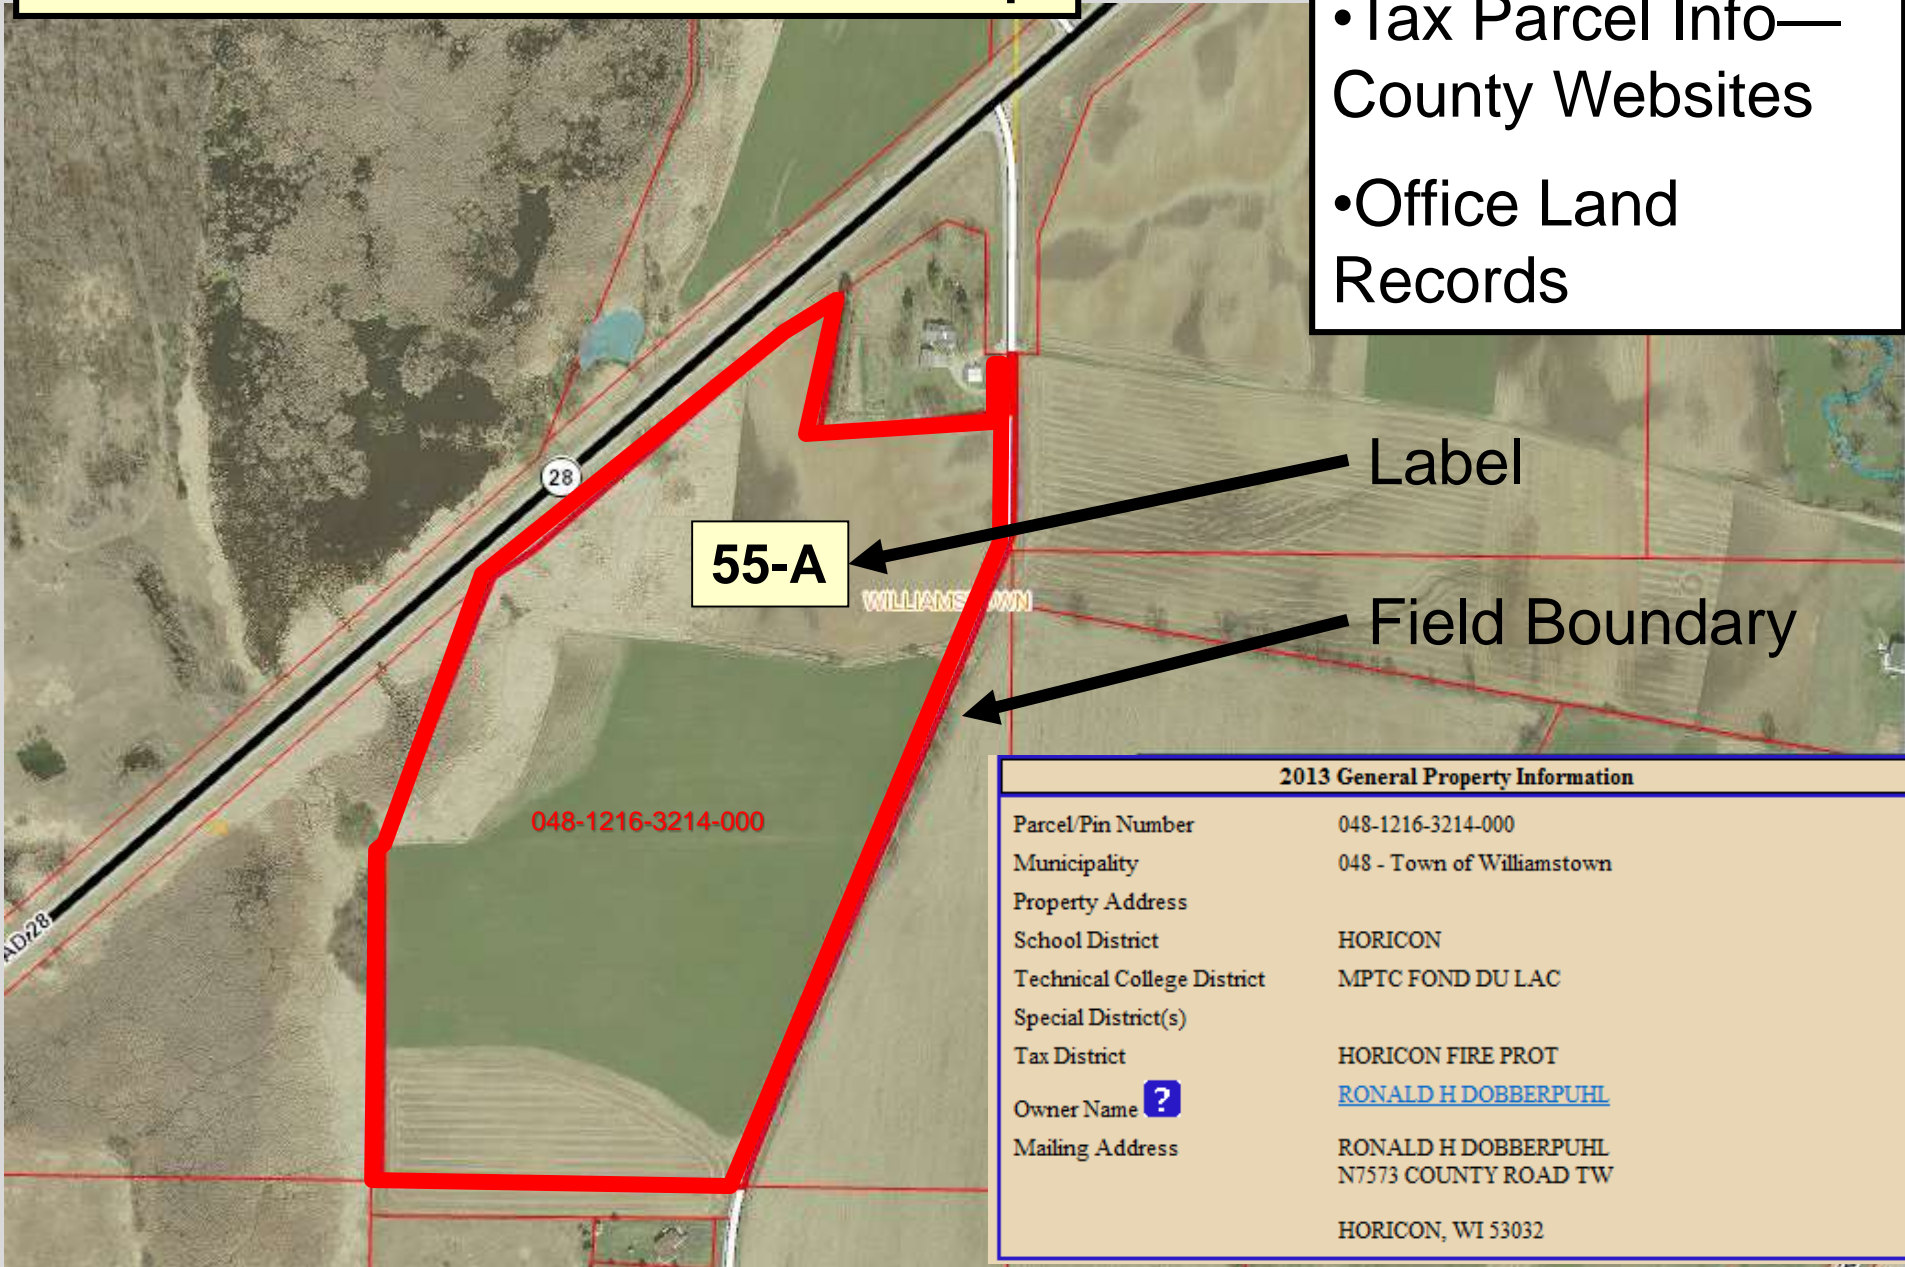 •Tax Parcel Info—
County Websites
•Office Land
Records
28
Label
55-A
WILLIAMSTOWN
Field Boundary
048-1216-3214-000
AD 28
2013 General Property Information
Parcel/Pin Number 048-1216-3214-000
Municipality 048 - Town of Williamstown
Property Address
School District HORICON
Technical College District MPTC FOND DU LAC
Special District(s)
Tax District HORICON FIRE PROT
Owner Name ? RONALD H DOBBERPUHL
Mailing Address RONALD H DOBBERPUHL
N7573 COUNTY ROAD TW
HORICON, WI 53032